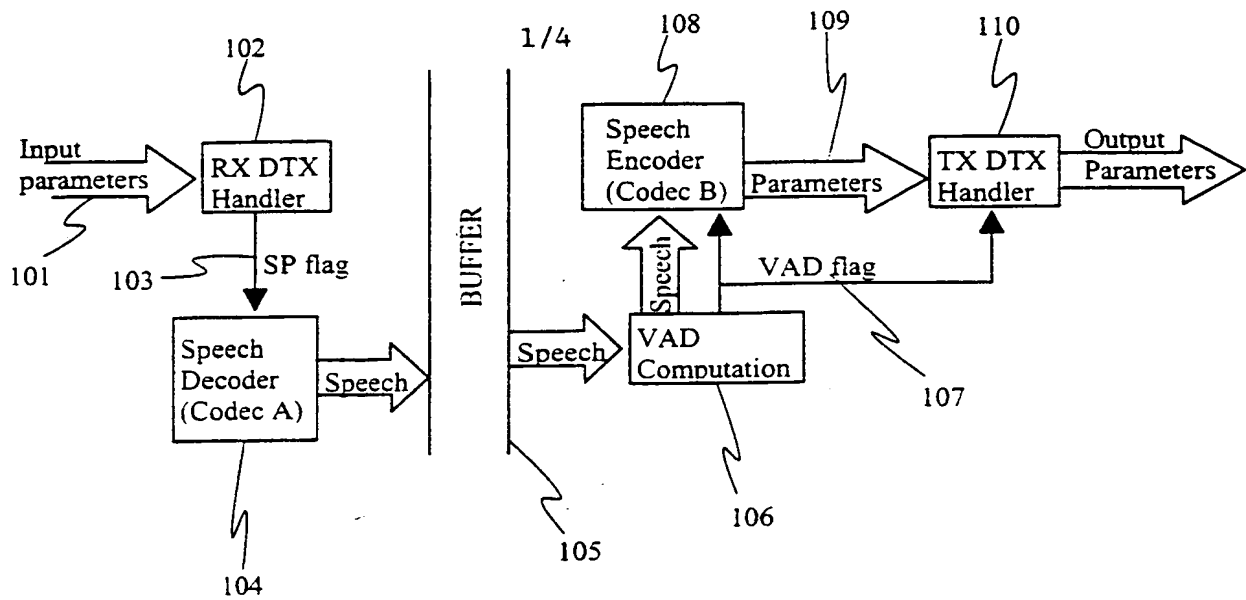 1/4
102
108
109
110
Input
parameters
RX DTX
Handler
Speech
Encoder
(Codec B)
Parameters
TX DTX
Handler
Output
Parameters
101
103
SP flag
BUFFER
Speech
VAD flag
Speech
Decoder
(Codec A)
Speech
Speech
VAD
Computation
107
106
105
104